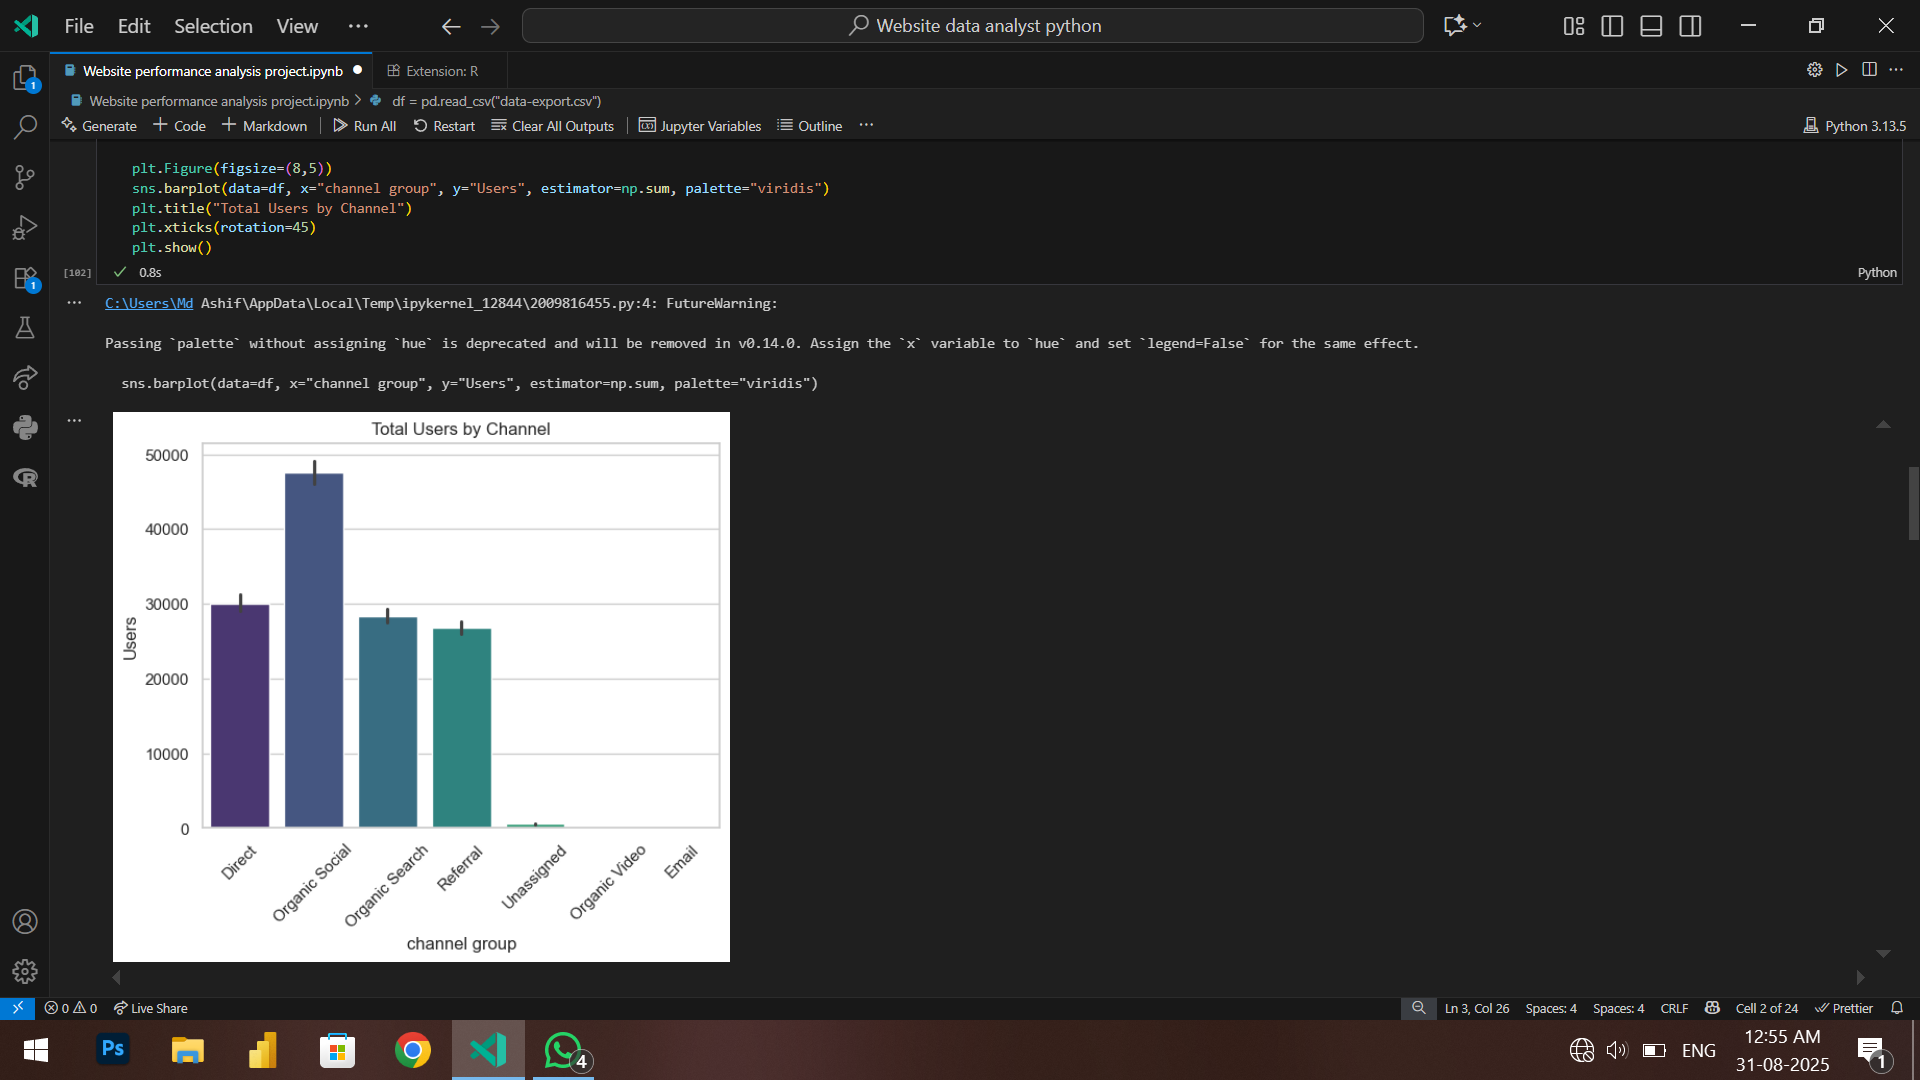 File Edit Selection View ···
Website data analyst python
Website performance analysis project.ipynb
Extension: R
Website performance analysis project.ipynb > df = pd.read_csv("data-export.csv")
Generate + Code + Markdown | Run All Restart Clear All Outputs | Jupyter Variables Outline ···
Python 3.13.5
plt.Figure(figsize=(8,5))
sns.barplot(data=df, x="channel group", y="Users", estimator=np.sum, palette="viridis")
plt.title("Total Users by Channel")
plt.xticks(rotation=45)
plt.show()
[102] 0.8s
Python
C:\Users\Md Ashif\AppData\Local\Temp\ipykernel_12844\2009816455.py:4: FutureWarning:
Passing `palette` without assigning `hue` is deprecated and will be removed in v0.14.0. Assign the `x` variable to `hue` and set `legend=False` for the same effect.
sns.barplot(data=df, x="channel group", y="Users", estimator=np.sum, palette="viridis")
Total Users by Channel
50000
40000
30000
20000
10000
0
Users
Direct
Organic Social
Organic Search
Referral
Unassigned
Organic Video
Email
channel group
0 0 Live Share
Ln 3, Col 26 Spaces: 4 Spaces: 4 CRLF Cell 2 of 24 Prettier
1
1
Ps
4
ENG
12:55 AM
31-08-2025
1